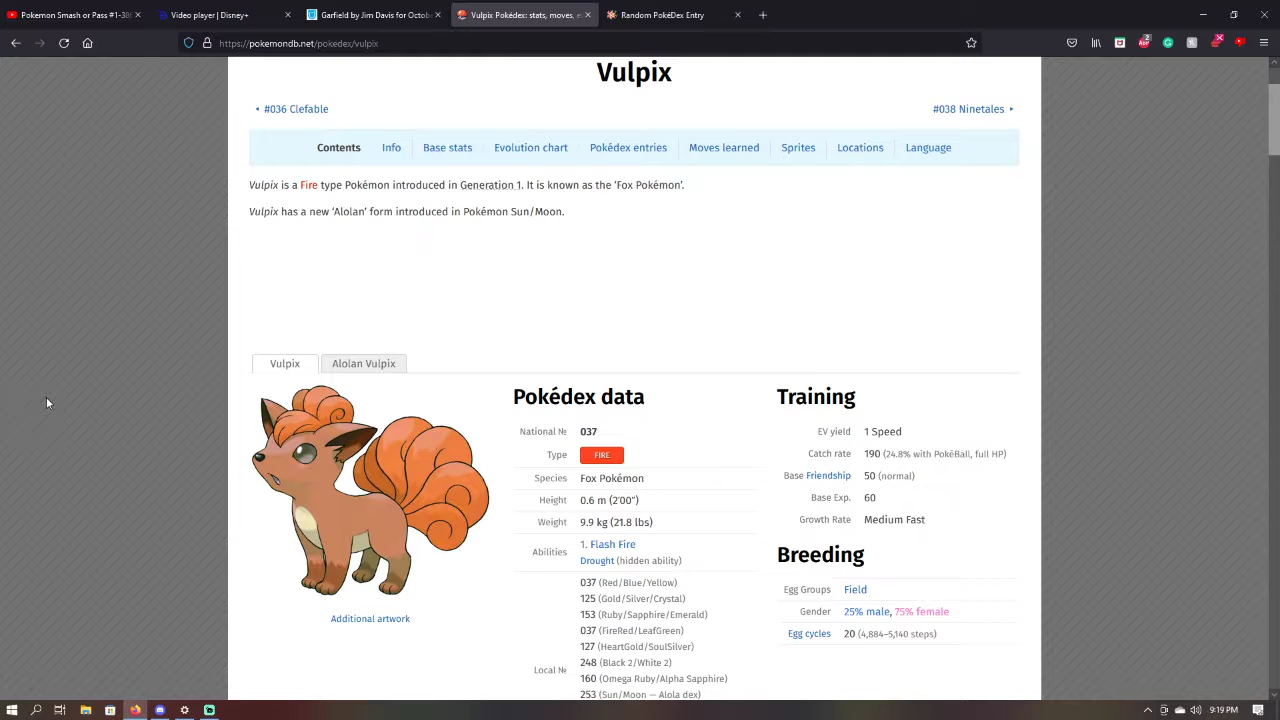 Pokemon Snap or Pass #1-38
Discord
Blue video player for Octobe
Vulpix Pokédex: stats, moves, e
Random PokéDex Entry
https://pokemondb.net/pokedex/vulpix
Vulpix
#036 Clefable
#038 Ninetales
Contents Info Base stats Evolution chart Pokédex entries Moves learned Sprites Locations Language
Vulpix is a Fire type Pokémon introduced in Generation 1. It is known as the ‘Fox Pokémon’.
Vulpix has a new ‘Alolan’ form introduced in Pokémon Sun/Moon.
Vulpix Alolan Vulpix
Additional artwork
Pokédex data
National № 037
Type FIRE
Species Fox Pokémon
Height 0.6 m (2′00″)
Weight 9.9 kg (21.8 lbs)
Abilities 1. Flash Fire
Drought (hidden ability)
Local № 037 (Red/Blue/Yellow)
125 (Gold/Silver/Crystal)
153 (Ruby/Sapphire/Emerald)
037 (FireRed/LeafGreen)
127 (HeartGold/SoulSilver)
248 (Black 2/White 2)
160 (Omega Ruby/Alpha Sapphire)
253 (Sun/Moon — Alola dex)
Training
EV yield 1 Speed
Catch rate 190 (24.8% with PokéBall, full HP)
Base Friendship 50 (normal)
Base Exp. 60
Growth Rate Medium Fast
Breeding
Egg Groups Field
Gender 25% male, 75% female
Egg cycles 20 (4,884–5,140 steps)
9:19 PM